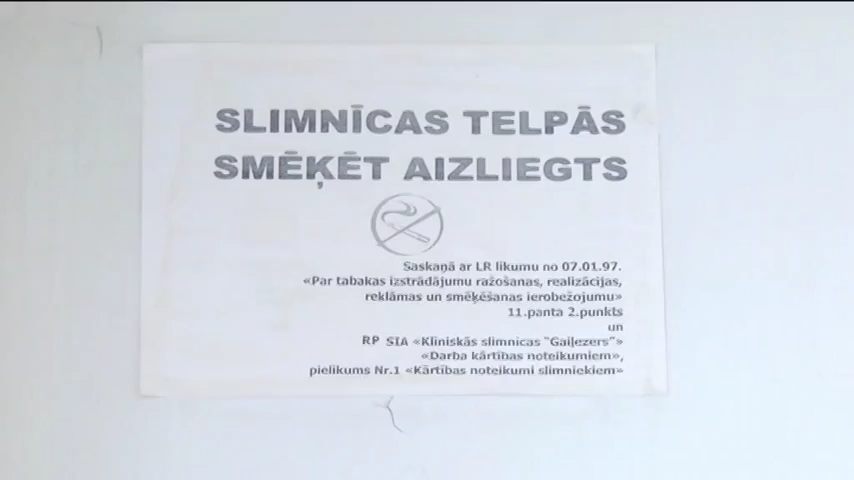 SLIMNĪCAS TELPĀS
SMĒĶĒT AIZLIEGTS
Saskaņā ar LR likumu no 07.01.97.
«Par tabakas izstrādājumu ražošanas, realizācijas,
reklāmas un smēķēšanas ierobežojumu»
11.panta 2.punkts
un
RP SIA «Klīniskās slimnīcas "Gaiļezers"»
«Darba kārtības noteikumiem»,
pielikums Nr.1 «Kārtības noteikumi slimniekiem»